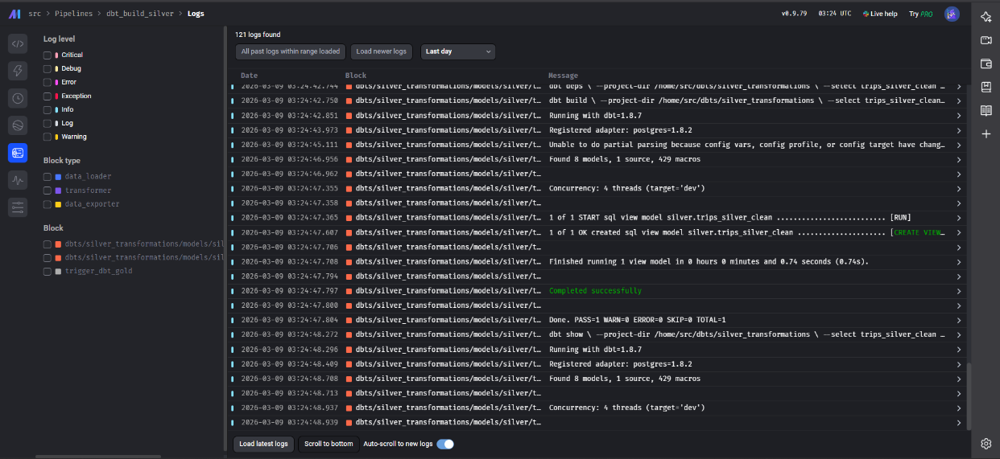 src > Pipelines > dbt_build_silver > Logs
v0.9.79 03:24 UTC Live help Try PRO
Log level
Critical
Debug
Error
Exception
Info
Log
Warning
Block type
data_loader
transformer
data_exporter
Block
dbts/silver_transformations/models/sil
dbts/silver_transformations/models/sil
trigger_dbt_gold
121 logs found
All past logs within range loaded Load newer logs Last day
Date Block Message
2026-03-09 03:24:42.744 dbts/silver_transformations/models/silver/t… dbt deps \ --project-dir /home/src/dbts/silver_transformations \ --select trips_silver_clean …
2026-03-09 03:24:42.750 dbts/silver_transformations/models/silver/t… dbt build \ --project-dir /home/src/dbts/silver_transformations \ --select trips_silver_clean…
2026-03-09 03:24:42.851 dbts/silver_transformations/models/silver/t… Running with dbt=1.8.7
2026-03-09 03:24:43.973 dbts/silver_transformations/models/silver/t… Registered adapter: postgres=1.8.2
2026-03-09 03:24:45.111 dbts/silver_transformations/models/silver/t… Unable to do partial parsing because config vars, config profile, or config target have chang…
2026-03-09 03:24:46.956 dbts/silver_transformations/models/silver/t… Found 8 models, 1 source, 429 macros
2026-03-09 03:24:46.962 dbts/silver_transformations/models/silver/t…
2026-03-09 03:24:47.355 dbts/silver_transformations/models/silver/t… Concurrency: 4 threads (target='dev')
2026-03-09 03:24:47.358 dbts/silver_transformations/models/silver/t…
2026-03-09 03:24:47.365 dbts/silver_transformations/models/silver/t… 1 of 1 START sql view model silver.trips_silver_clean .......................... [RUN]
2026-03-09 03:24:47.607 dbts/silver_transformations/models/silver/t… 1 of 1 OK created sql view model silver.trips_silver_clean ..................... [CREATE VIEW…
2026-03-09 03:24:47.706 dbts/silver_transformations/models/silver/t…
2026-03-09 03:24:47.708 dbts/silver_transformations/models/silver/t… Finished running 1 view model in 0 hours 0 minutes and 0.74 seconds (0.74s).
2026-03-09 03:24:47.794 dbts/silver_transformations/models/silver/t…
2026-03-09 03:24:47.797 dbts/silver_transformations/models/silver/t… Completed successfully
2026-03-09 03:24:47.800 dbts/silver_transformations/models/silver/t…
2026-03-09 03:24:47.804 dbts/silver_transformations/models/silver/t… Done. PASS=1 WARN=0 ERROR=0 SKIP=0 TOTAL=1
2026-03-09 03:24:48.272 dbts/silver_transformations/models/silver/t… dbt show \ --project-dir /home/src/dbts/silver_transformations \ --select trips_silver_clean …
2026-03-09 03:24:48.296 dbts/silver_transformations/models/silver/t… Running with dbt=1.8.7
2026-03-09 03:24:48.409 dbts/silver_transformations/models/silver/t… Registered adapter: postgres=1.8.2
2026-03-09 03:24:48.708 dbts/silver_transformations/models/silver/t… Found 8 models, 1 source, 429 macros
2026-03-09 03:24:48.713 dbts/silver_transformations/models/silver/t…
2026-03-09 03:24:48.937 dbts/silver_transformations/models/silver/t… Concurrency: 4 threads (target='dev')
2026-03-09 03:24:48.939 dbts/silver_transformations/models/silver/t…
Load latest logs Scroll to bottom Auto-scroll to new logs